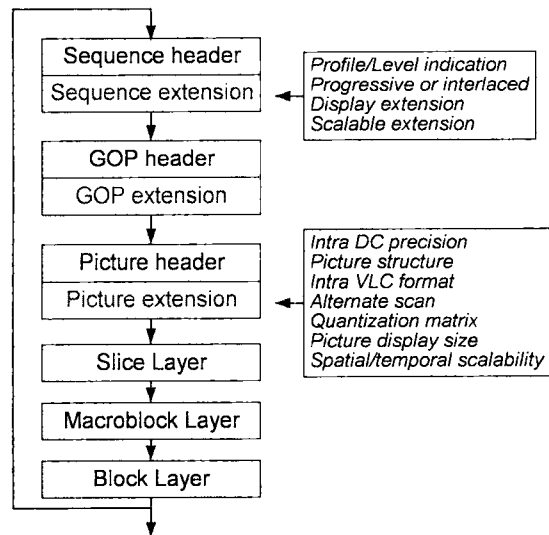 Sequence header
Sequence extension
Profile/Level indication
Progressive or interlaced
Display extension
Scalable extension
GOP header
GOP extension
Picture header
Picture extension
Intra DC precision
Picture structure
Intra VLC format
Alternate scan
Quantization matrix
Picture display size
Spatial/temporal scalability
Slice Layer
Macroblock Layer
Block Layer